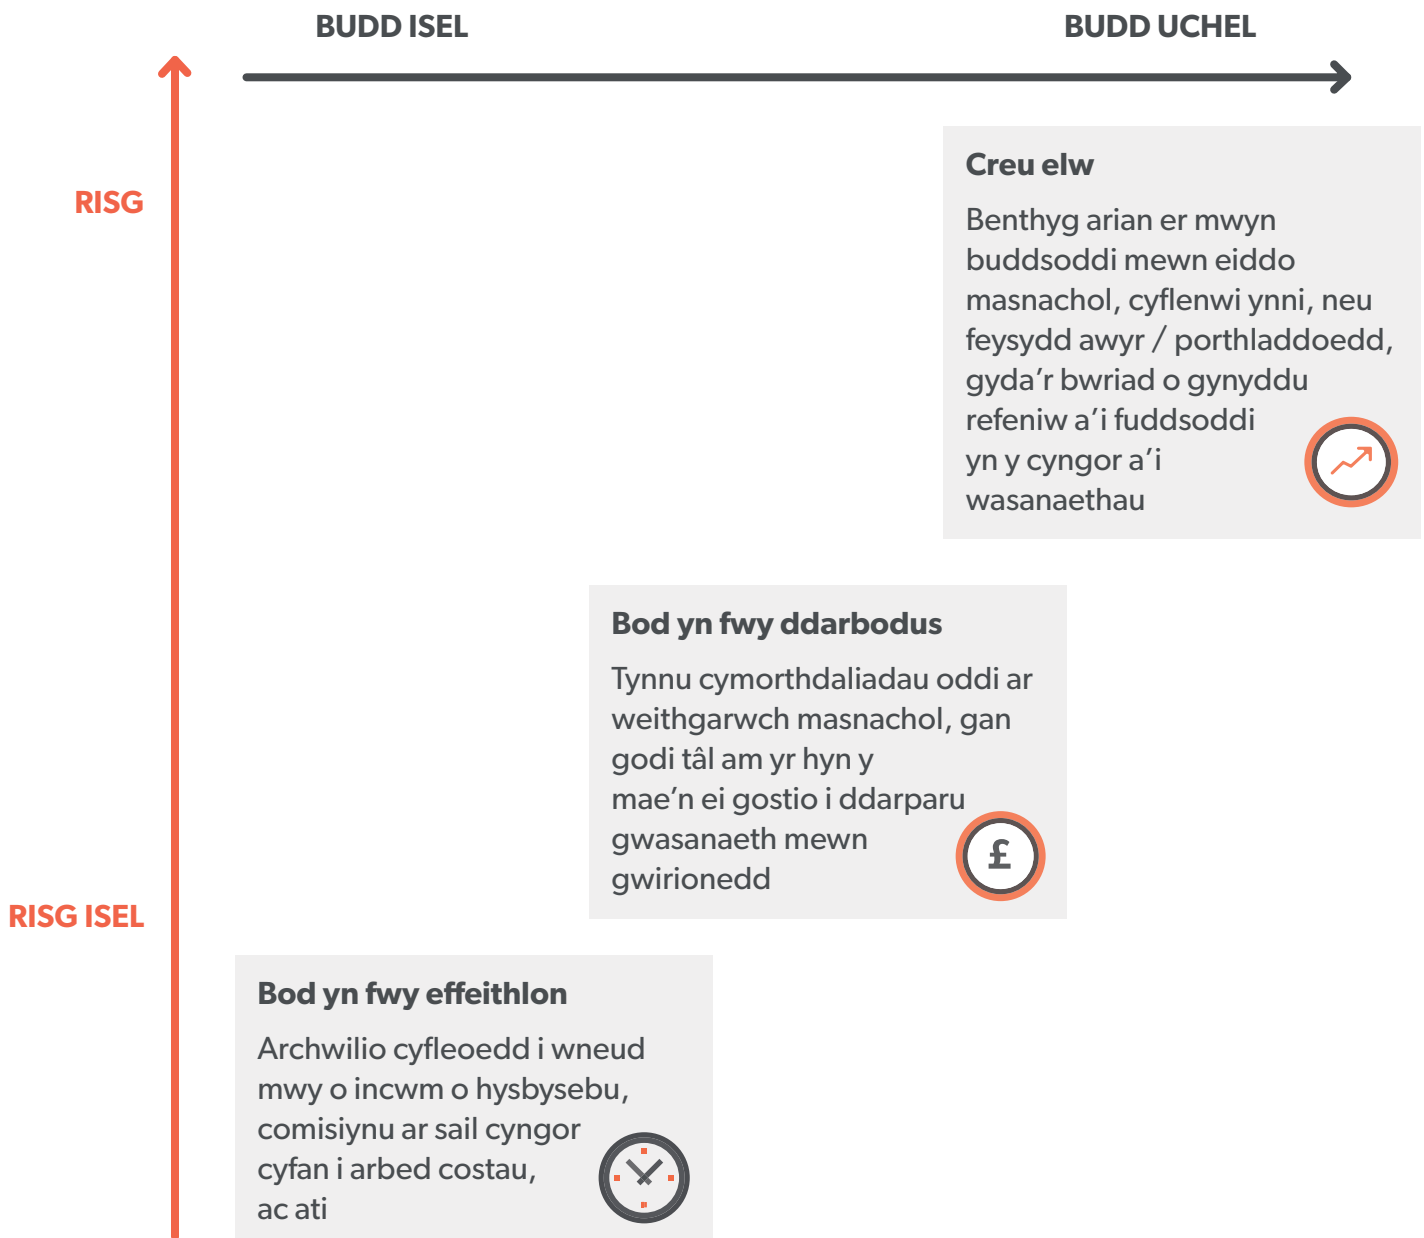 BUDD ISEL
BUDD UCHEL
RISG
Creu elw
Benthyg arian er mwyn
buddsoddi mewn eiddo
masnachol, cyflenwi ynni, neu
feysydd awyr / porthladdoedd,
gyda’r bwriad o gynyddu
refeniw a’i fuddsoddi
yn y cyngor a’i
wasanaethau
Bod yn fwy ddarbodus
Tynnu cymorthdaliadau oddi ar
weithgarwch masnachol, gan
godi tâl am yr hyn y
mae’n ei gostio i ddarparu
gwasanaeth mewn
gwirionedd
£
RISG ISEL
Bod yn fwy effeithlon
Archwilio cyfleoedd i wneud
mwy o incwm o hysbysebu,
comisiynu ar sail cyngor
cyfan i arbed costau,
ac ati